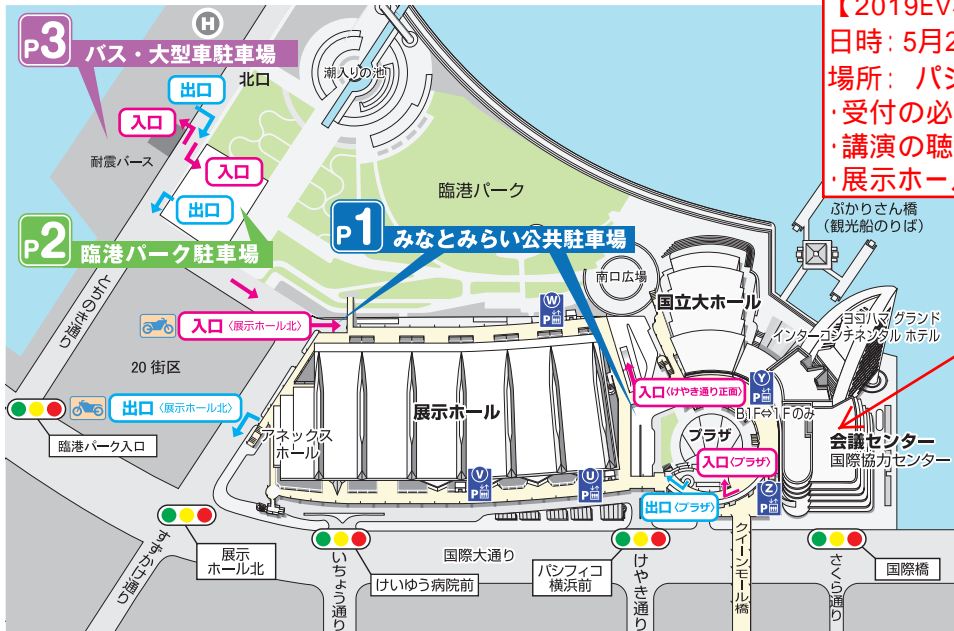 【2019EV
日時: 5月2
場所: パシ
・受付の必
・講演の聴
・展示ホー
H
P3 バス・大型車駐車場
北口
潮入りの池
出口
入口
耐震バース
入口
出口
臨港パーク
P2 臨港パーク駐車場
P1 みなとみらい公共駐車場
ぷかりさん橋
(観光船のりば)
南口広場
国立大ホール
とちのき通り
W
P
入口〈展示ホール北〉
ヨコハマ グランド
インターコンチネンタル ホテル
20 街区
入口〈けやき通り正面〉
Y
P
B1F⇔1Fのみ
出口〈展示ホール北〉
展示ホール
プラザ
会議センター
国際協力センター
アネックス
ホール
臨港パーク入口
入口〈プラザ〉
V
P
U
P
Z
P
出口〈プラザ〉
すずかけ通り
展示
ホール北
いちょう通り
けいゆう病院前
国際大通り
パシフィコ
横浜前
けやき通り
クイーンモール橋
さくら通り
国際橋